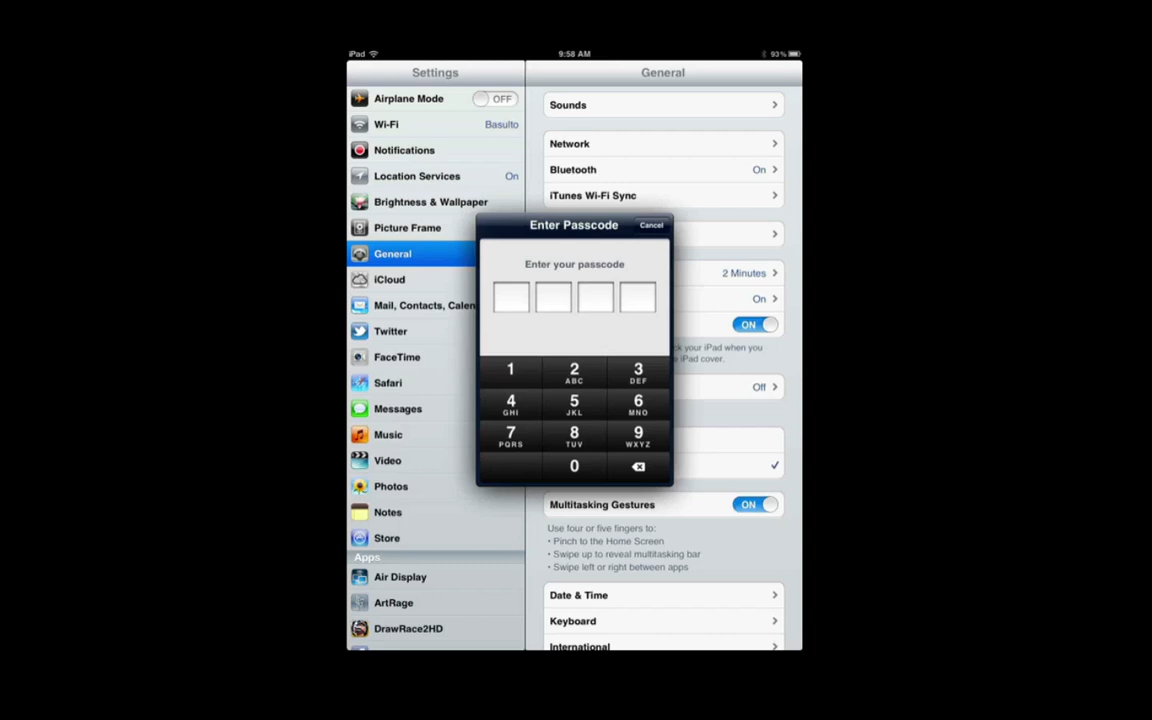 iPad
9:58 AM
93%
Settings
General
Airplane Mode OFF
Wi-Fi Basulto
Notifications
Location Services On
Brightness & Wallpaper
Picture Frame
General
iCloud
Mail, Contacts, Calen
Twitter
FaceTime
Safari
Messages
Music
Video
Photos
Notes
Store
Apps
Air Display
ArtRage
DrawRace2HD
Sounds
Network
Bluetooth On
iTunes Wi-Fi Sync
2 Minutes
On
ON
ck your iPad when you
iPad cover.
Off
Enter Passcode Cancel
Enter your passcode
1 2 3
ABC DEF
4 5 6
GHI JKL MNO
7 8 9
PQRS TUV WXYZ
0
Multitasking Gestures ON
Use four or five fingers to:
• Pinch to the Home Screen
• Swipe up to reveal multitasking bar
• Swipe left or right between apps
Date & Time
Keyboard
International